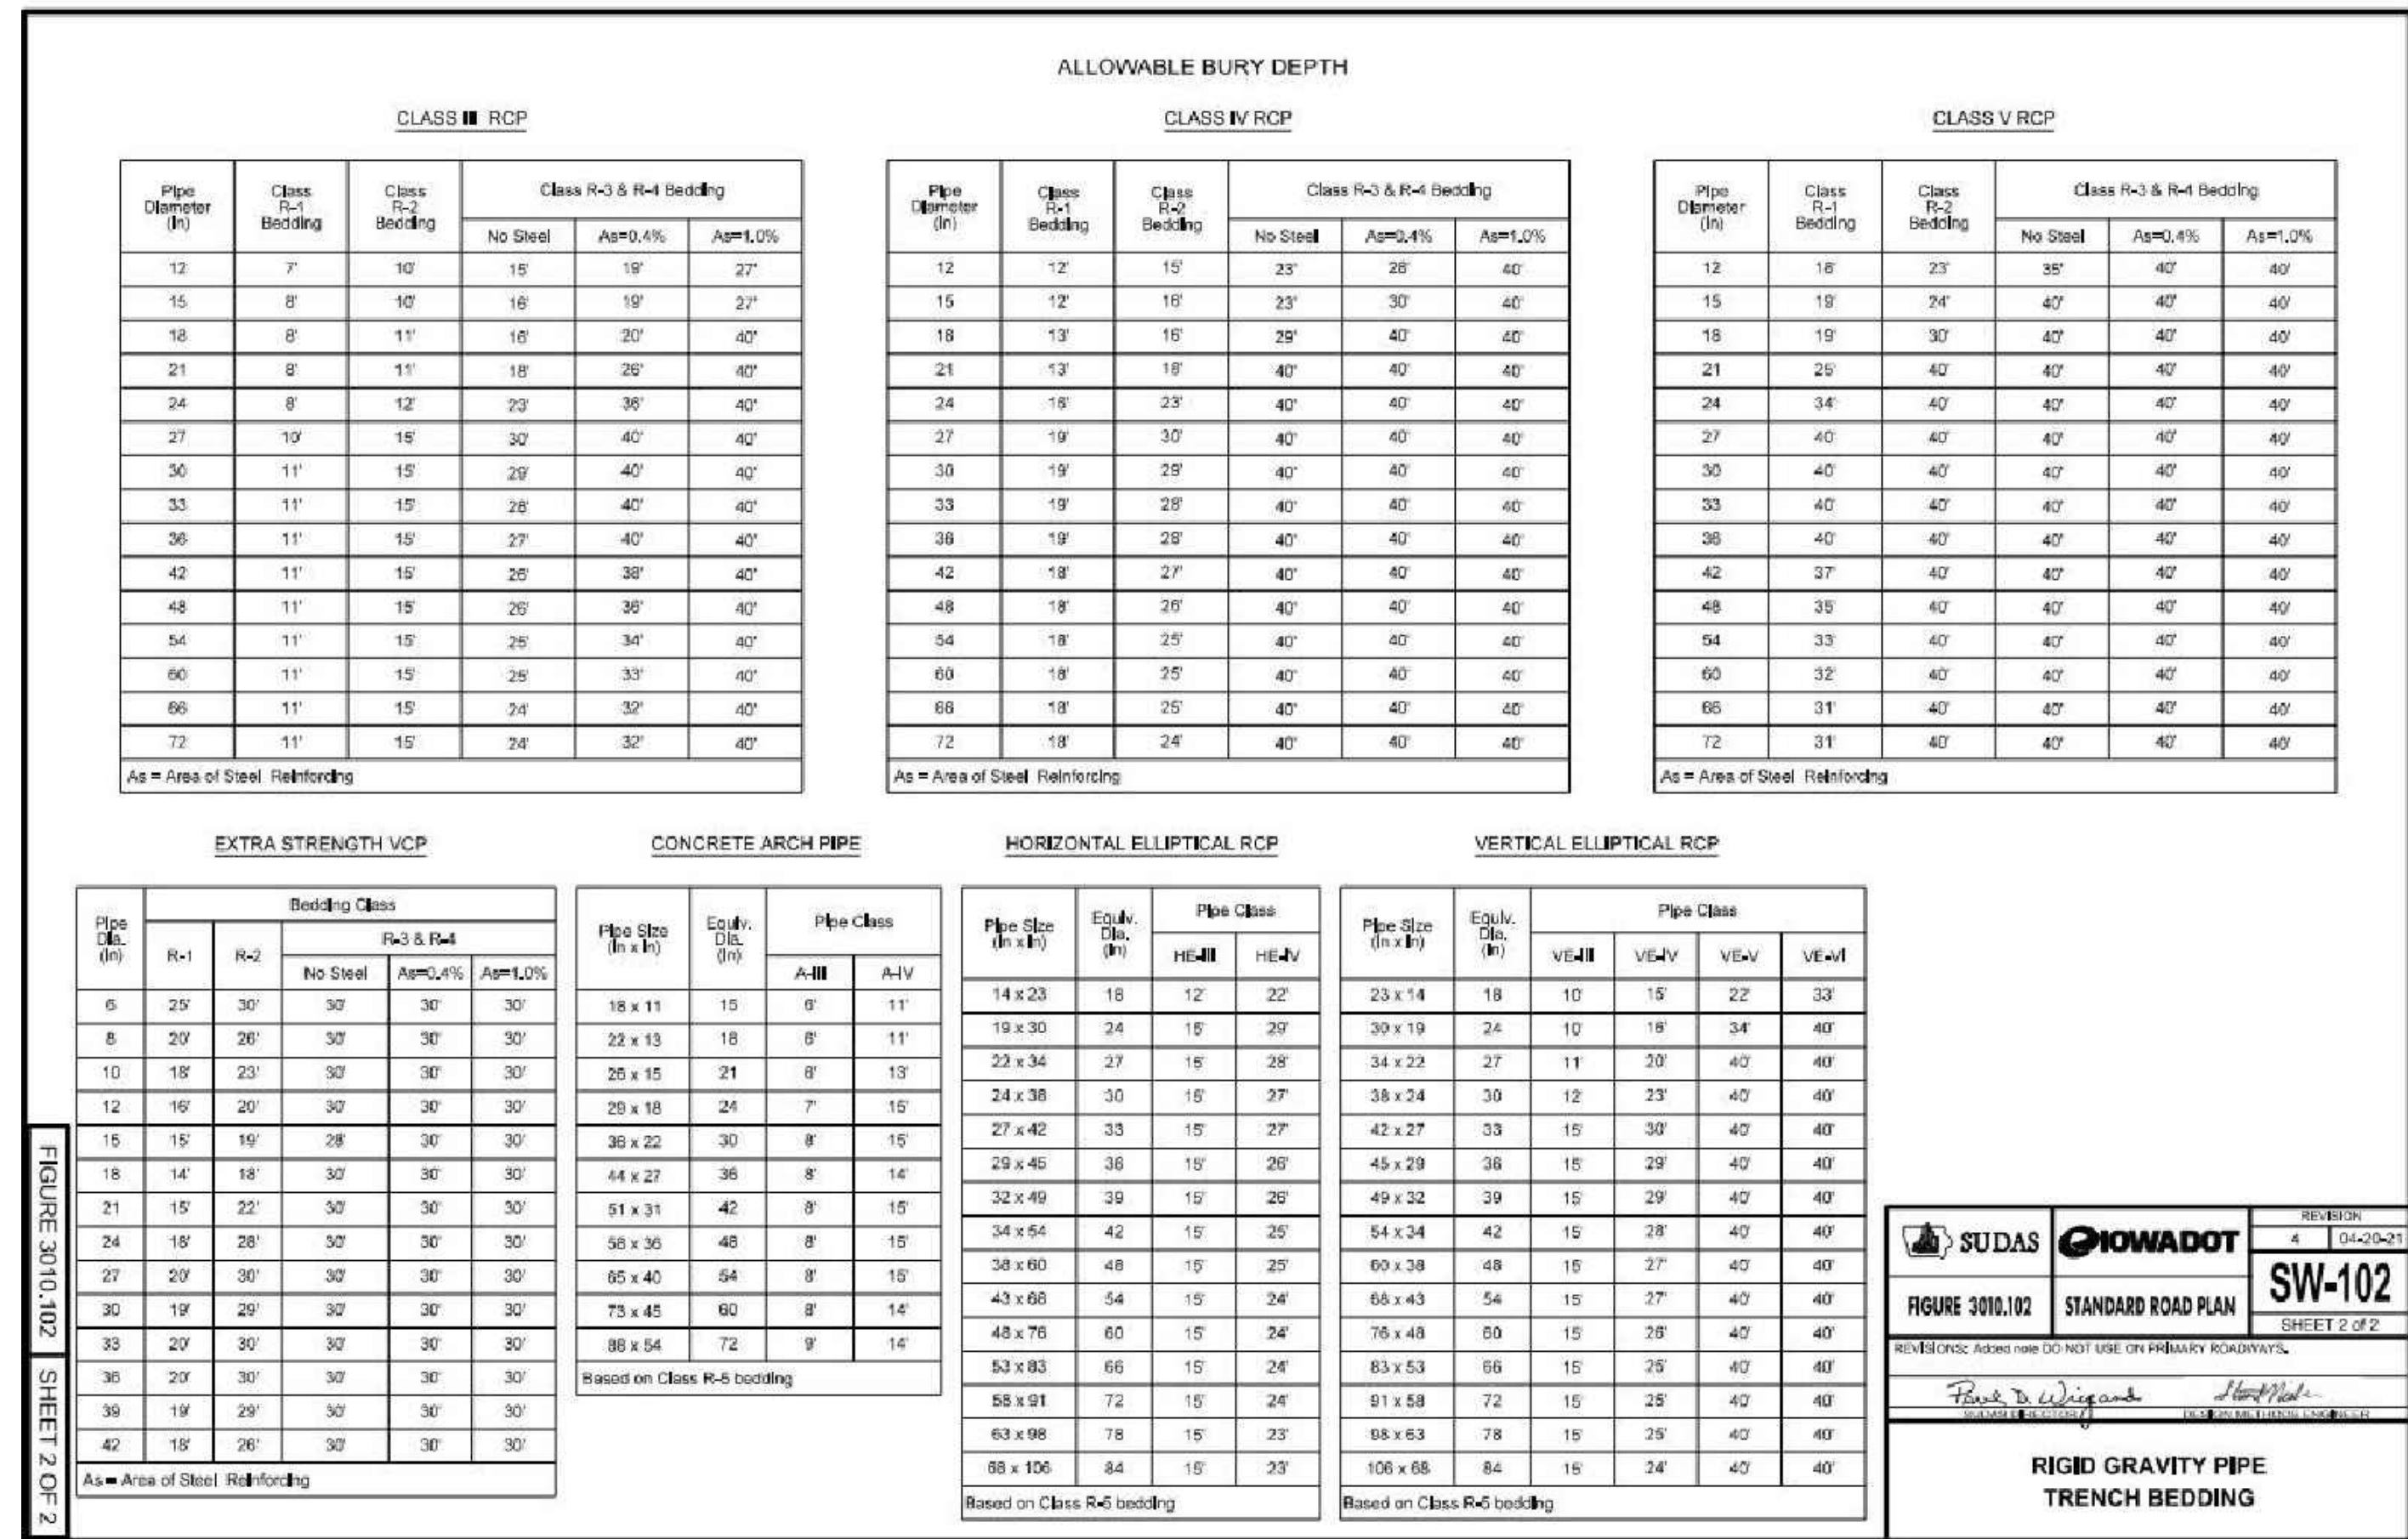 ALLOWABLE BURY DEPTH
CLASS III RCP
Pipe Diameter (In) Class R-1 Bedding Class R-2 Bedding Class R-3 & R-4 Bedding
No Steel As=0.4% As=1.0%
12 7' 10' 15' 19' 27'
15 8' 10' 16' 19' 27'
18 8' 11' 16' 20' 40'
21 8' 11' 18' 26' 40'
24 8' 12' 23' 36' 40'
27 10' 15' 30' 40' 40'
30 11' 15' 29' 40' 40'
33 11' 15' 28' 40' 40'
36 11' 15' 27' 40' 40'
42 11' 15' 26' 38' 40'
48 11' 15' 26' 36' 40'
54 11' 15' 25' 34' 40'
60 11' 15' 25' 33' 40'
66 11' 15' 24' 32' 40'
72 11' 15' 24' 32' 40'
As = Area of Steel Reinforcing
CLASS IV RCP
Pipe Diameter (In) Class R-1 Bedding Class R-2 Bedding Class R-3 & R-4 Bedding
No Steel As=0.4% As=1.0%
12 12' 15' 23' 28' 40'
15 12' 16' 23' 30' 40'
18 13' 16' 29' 40' 40'
21 13' 18' 40' 40' 40'
24 16' 23' 40' 40' 40'
27 19' 30' 40' 40' 40'
30 19' 29' 40' 40' 40'
33 19' 28' 40' 40' 40'
36 19' 28' 40' 40' 40'
42 18' 27' 40' 40' 40'
48 18' 26' 40' 40' 40'
54 18' 25' 40' 40' 40'
60 18' 25' 40' 40' 40'
66 18' 25' 40' 40' 40'
72 18' 24' 40' 40' 40'
As = Area of Steel Reinforcing
CLASS V RCP
Pipe Diameter (In) Class R-1 Bedding Class R-2 Bedding Class R-3 & R-4 Bedding
No Steel As=0.4% As=1.0%
12 18' 23' 35' 40' 40'
15 19' 24' 40' 40' 40'
18 19' 30' 40' 40' 40'
21 25' 40' 40' 40' 40'
24 34' 40' 40' 40' 40'
27 40' 40' 40' 40' 40'
30 40' 40' 40' 40' 40'
33 40' 40' 40' 40' 40'
36 40' 40' 40' 40' 40'
42 37' 40' 40' 40' 40'
48 35' 40' 40' 40' 40'
54 33' 40' 40' 40' 40'
60 32' 40' 40' 40' 40'
66 31' 40' 40' 40' 40'
72 31' 40' 40' 40' 40'
As = Area of Steel Reinforcing
EXTRA STRENGTH VCP
Pipe Dia. (In) Bedding Class
R-1 R-2 R-3 & R-4
No Steel As=0.4% As=1.0%
6 25' 30' 30' 30' 30'
8 20' 26' 30' 30' 30'
10 18' 23' 30' 30' 30'
12 16' 20' 30' 30' 30'
15 15' 19' 28' 30' 30'
18 14' 18' 30' 30' 30'
21 15' 22' 30' 30' 30'
24 18' 28' 30' 30' 30'
27 20' 30' 30' 30' 30'
30 19' 29' 30' 30' 30'
33 20' 30' 30' 30' 30'
36 20' 30' 30' 30' 30'
39 19' 29' 30' 30' 30'
42 18' 26' 30' 30' 30'
As = Area of Steel Reinforcing
CONCRETE ARCH PIPE
Pipe Size (In x In) Equiv. Dia. (In) Pipe Class
A-III A-IV
18 x 11 15 6' 11'
22 x 13 18 6' 11'
26 x 15 21 6' 13'
29 x 18 24 7' 15'
36 x 22 30 8' 15'
44 x 27 36 8' 14'
51 x 31 42 8' 15'
58 x 36 48 8' 15'
65 x 40 54 8' 15'
73 x 45 60 8' 14'
88 x 54 72 9' 14'
Based on Class R-5 bedding
HORIZONTAL ELLIPTICAL RCP
Pipe Size (In x In) Equiv. Dia. (In) Pipe Class
HE-III HE-IV
14 x 23 18 12' 22'
19 x 30 24 15' 29'
22 x 34 27 15' 28'
24 x 38 30 15' 27'
27 x 42 33 15' 27'
29 x 45 36 15' 26'
32 x 49 39 15' 26'
34 x 54 42 15' 25'
38 x 60 48 15' 25'
43 x 68 54 15' 24'
48 x 76 60 15' 24'
53 x 83 66 15' 24'
58 x 91 72 15' 24'
63 x 98 78 15' 23'
68 x 106 84 15' 23'
Based on Class R-5 bedding
VERTICAL ELLIPTICAL RCP
Pipe Size (In x In) Equiv. Dia. (In) Pipe Class
VE-III VE-IV VE-V VE-VI
23 x 14 18 10' 15' 22' 33'
30 x 19 24 10' 16' 34' 40'
34 x 22 27 11' 20' 40' 40'
38 x 24 30 12' 23' 40' 40'
42 x 27 33 15' 30' 40' 40'
45 x 29 36 15' 29' 40' 40'
49 x 32 39 15' 29' 40' 40'
54 x 34 42 15' 28' 40' 40'
60 x 38 48 15' 27' 40' 40'
68 x 43 54 15' 27' 40' 40'
76 x 48 60 15' 26' 40' 40'
83 x 53 66 15' 25' 40' 40'
91 x 58 72 15' 25' 40' 40'
98 x 63 78 15' 25' 40' 40'
106 x 68 84 15' 24' 40' 40'
Based on Class R-5 bedding
FIGURE 3010.102 SHEET 2 OF 2
SUDAS IOWADOT
REVISION
4 04-20-21
SW-102
FIGURE 3010.102 STANDARD ROAD PLAN
SHEET 2 of 2
REVISIONS: Added note DO NOT USE ON PRIMARY ROADWAYS.
Paul D. Wiegand
SUDAS DIRECTOR DESIGN METHODS ENGINEER
RIGID GRAVITY PIPE
TRENCH BEDDING